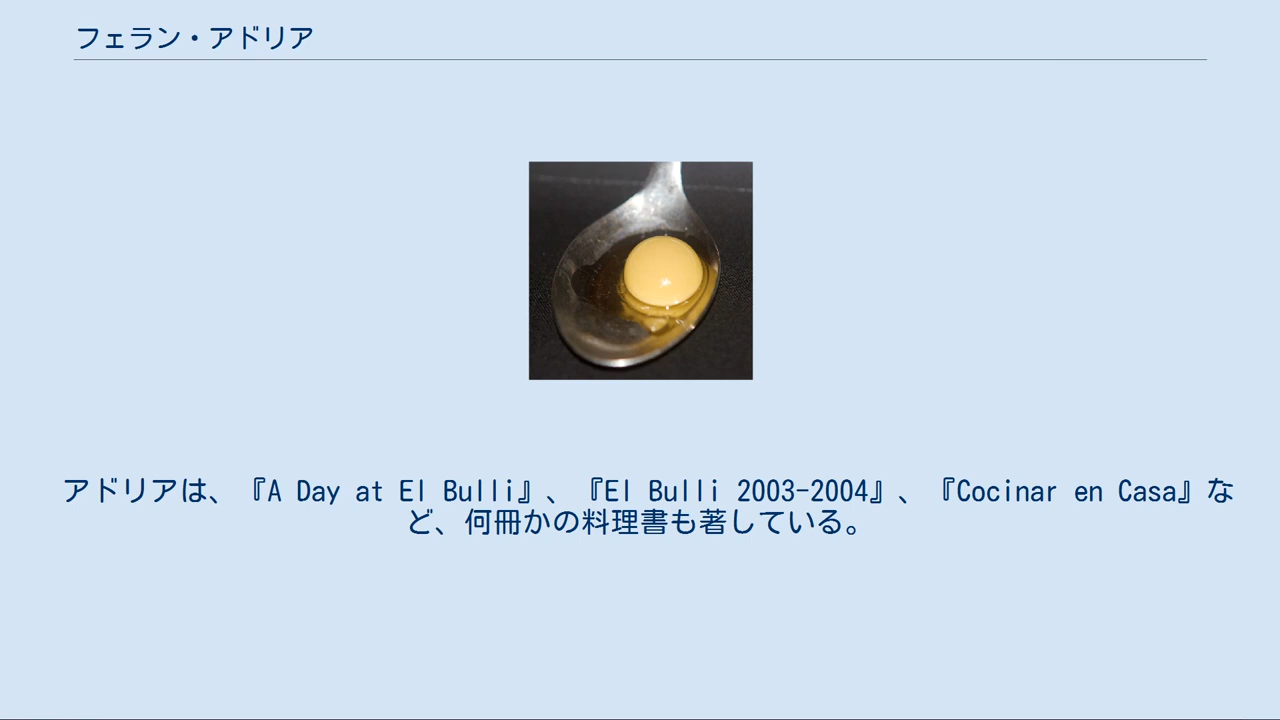 フェラン・アドリア
アドリアは、『A Day at El Bulli』、『El Bulli 2003-2004』、『Cocinar en Casa』な
ど、何冊かの料理書も著している。